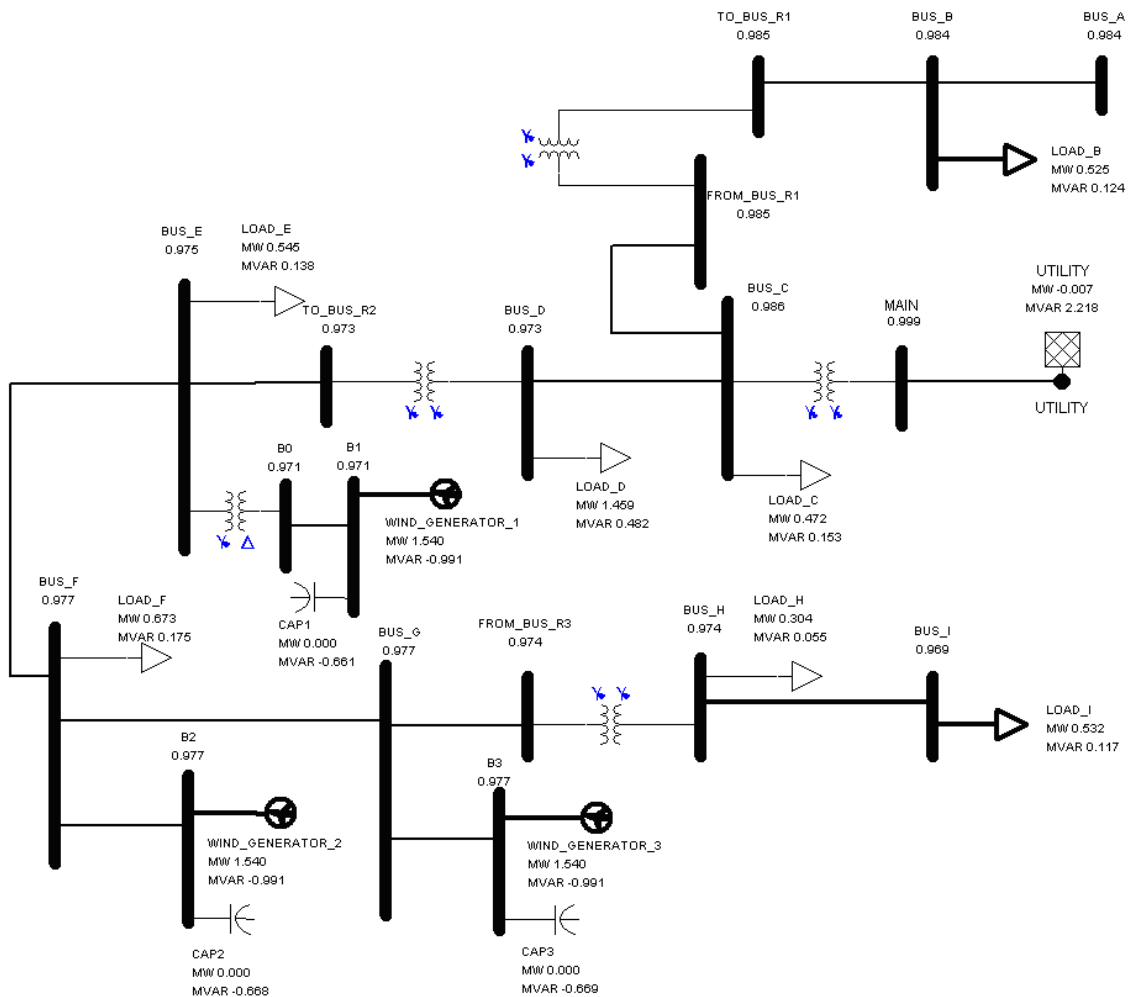 TO_BUS_R1
0.985
BUS_B
0.984
BUS_A
0.984
LOAD_B
MW 0.525
MVAR 0.124
FROM_BUS_R1
0.985
BUS_E
0.975
LOAD_E
MW 0.545
MVAR 0.138
TO_BUS_R2
0.973
BUS_D
0.973
BUS_C
0.986
MAIN
0.999
UTILITY
MW -0.007
MVAR 2.218
UTILITY
B0
0.971
B1
0.971
WIND_GENERATOR_1
MW 1.540
MVAR -0.991
LOAD_D
MW 1.459
MVAR 0.482
LOAD_C
MW 0.472
MVAR 0.153
CAP1
MW 0.000
MVAR -0.661
BUS_F
0.977
LOAD_F
MW 0.673
MVAR 0.175
BUS_G
0.977
FROM_BUS_R3
0.974
BUS_H
0.974
LOAD_H
MW 0.304
MVAR 0.055
BUS_I
0.969
LOAD_I
MW 0.532
MVAR 0.117
B2
0.977
WIND_GENERATOR_2
MW 1.540
MVAR -0.991
CAP2
MW 0.000
MVAR -0.668
B3
0.977
WIND_GENERATOR_3
MW 1.540
MVAR -0.991
CAP3
MW 0.000
MVAR -0.669